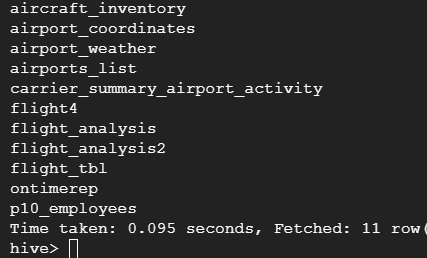 aircraft_inventory
airport_coordinates
airport_weather
airports_list
carrier_summary_airport_activity
flight4
flight_analysis
flight_analysis2
flight_tbl
ontimerep
p10_employees
Time taken: 0.095 seconds, Fetched: 11 row(
hive>